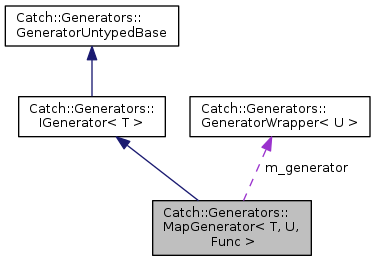 Catch::Generators::
GeneratorUntypedBase
Catch::Generators::
IGenerator< T >
Catch::Generators::
GeneratorWrapper< U >
m_generator
Catch::Generators::
MapGenerator< T, U,
Func >